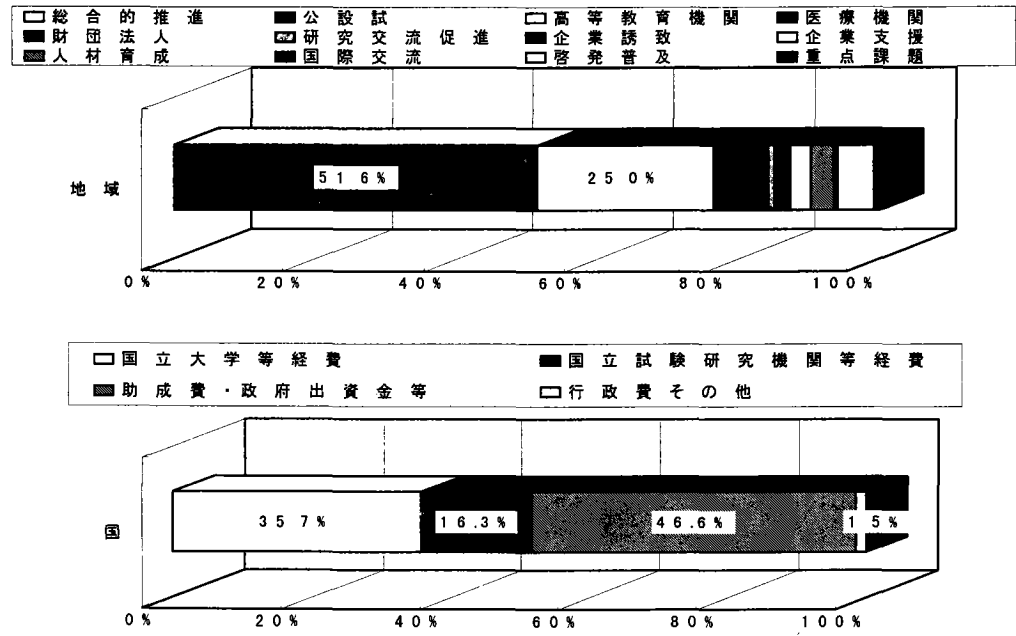 総合的推進 公設試 高等教育機関 医療機関
財団法人 研究交流促進 企業誘致 企業支援
人材育成 国際交流 啓発普及 重点課題
地域 51 6% 25 0%
0% 20% 40% 60% 80% 100%
国立大学等経費 国立試験研究機関等経費
助成費・政府出資金等 行政費その他
国 35 7% 16.3% 46.6% 1 5%
0% 20% 40% 60% 80% 100%